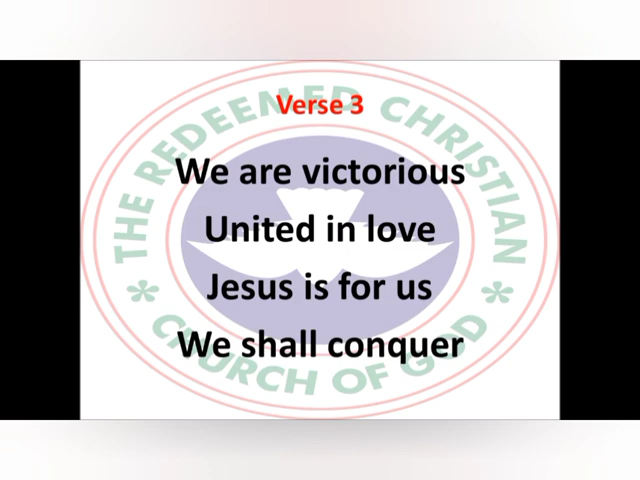 Verse 3
We are victorious
United in love
Jesus is for us
We shall conquer
THE REDEEMED CHRISTIAN
CHURCH OF GOD